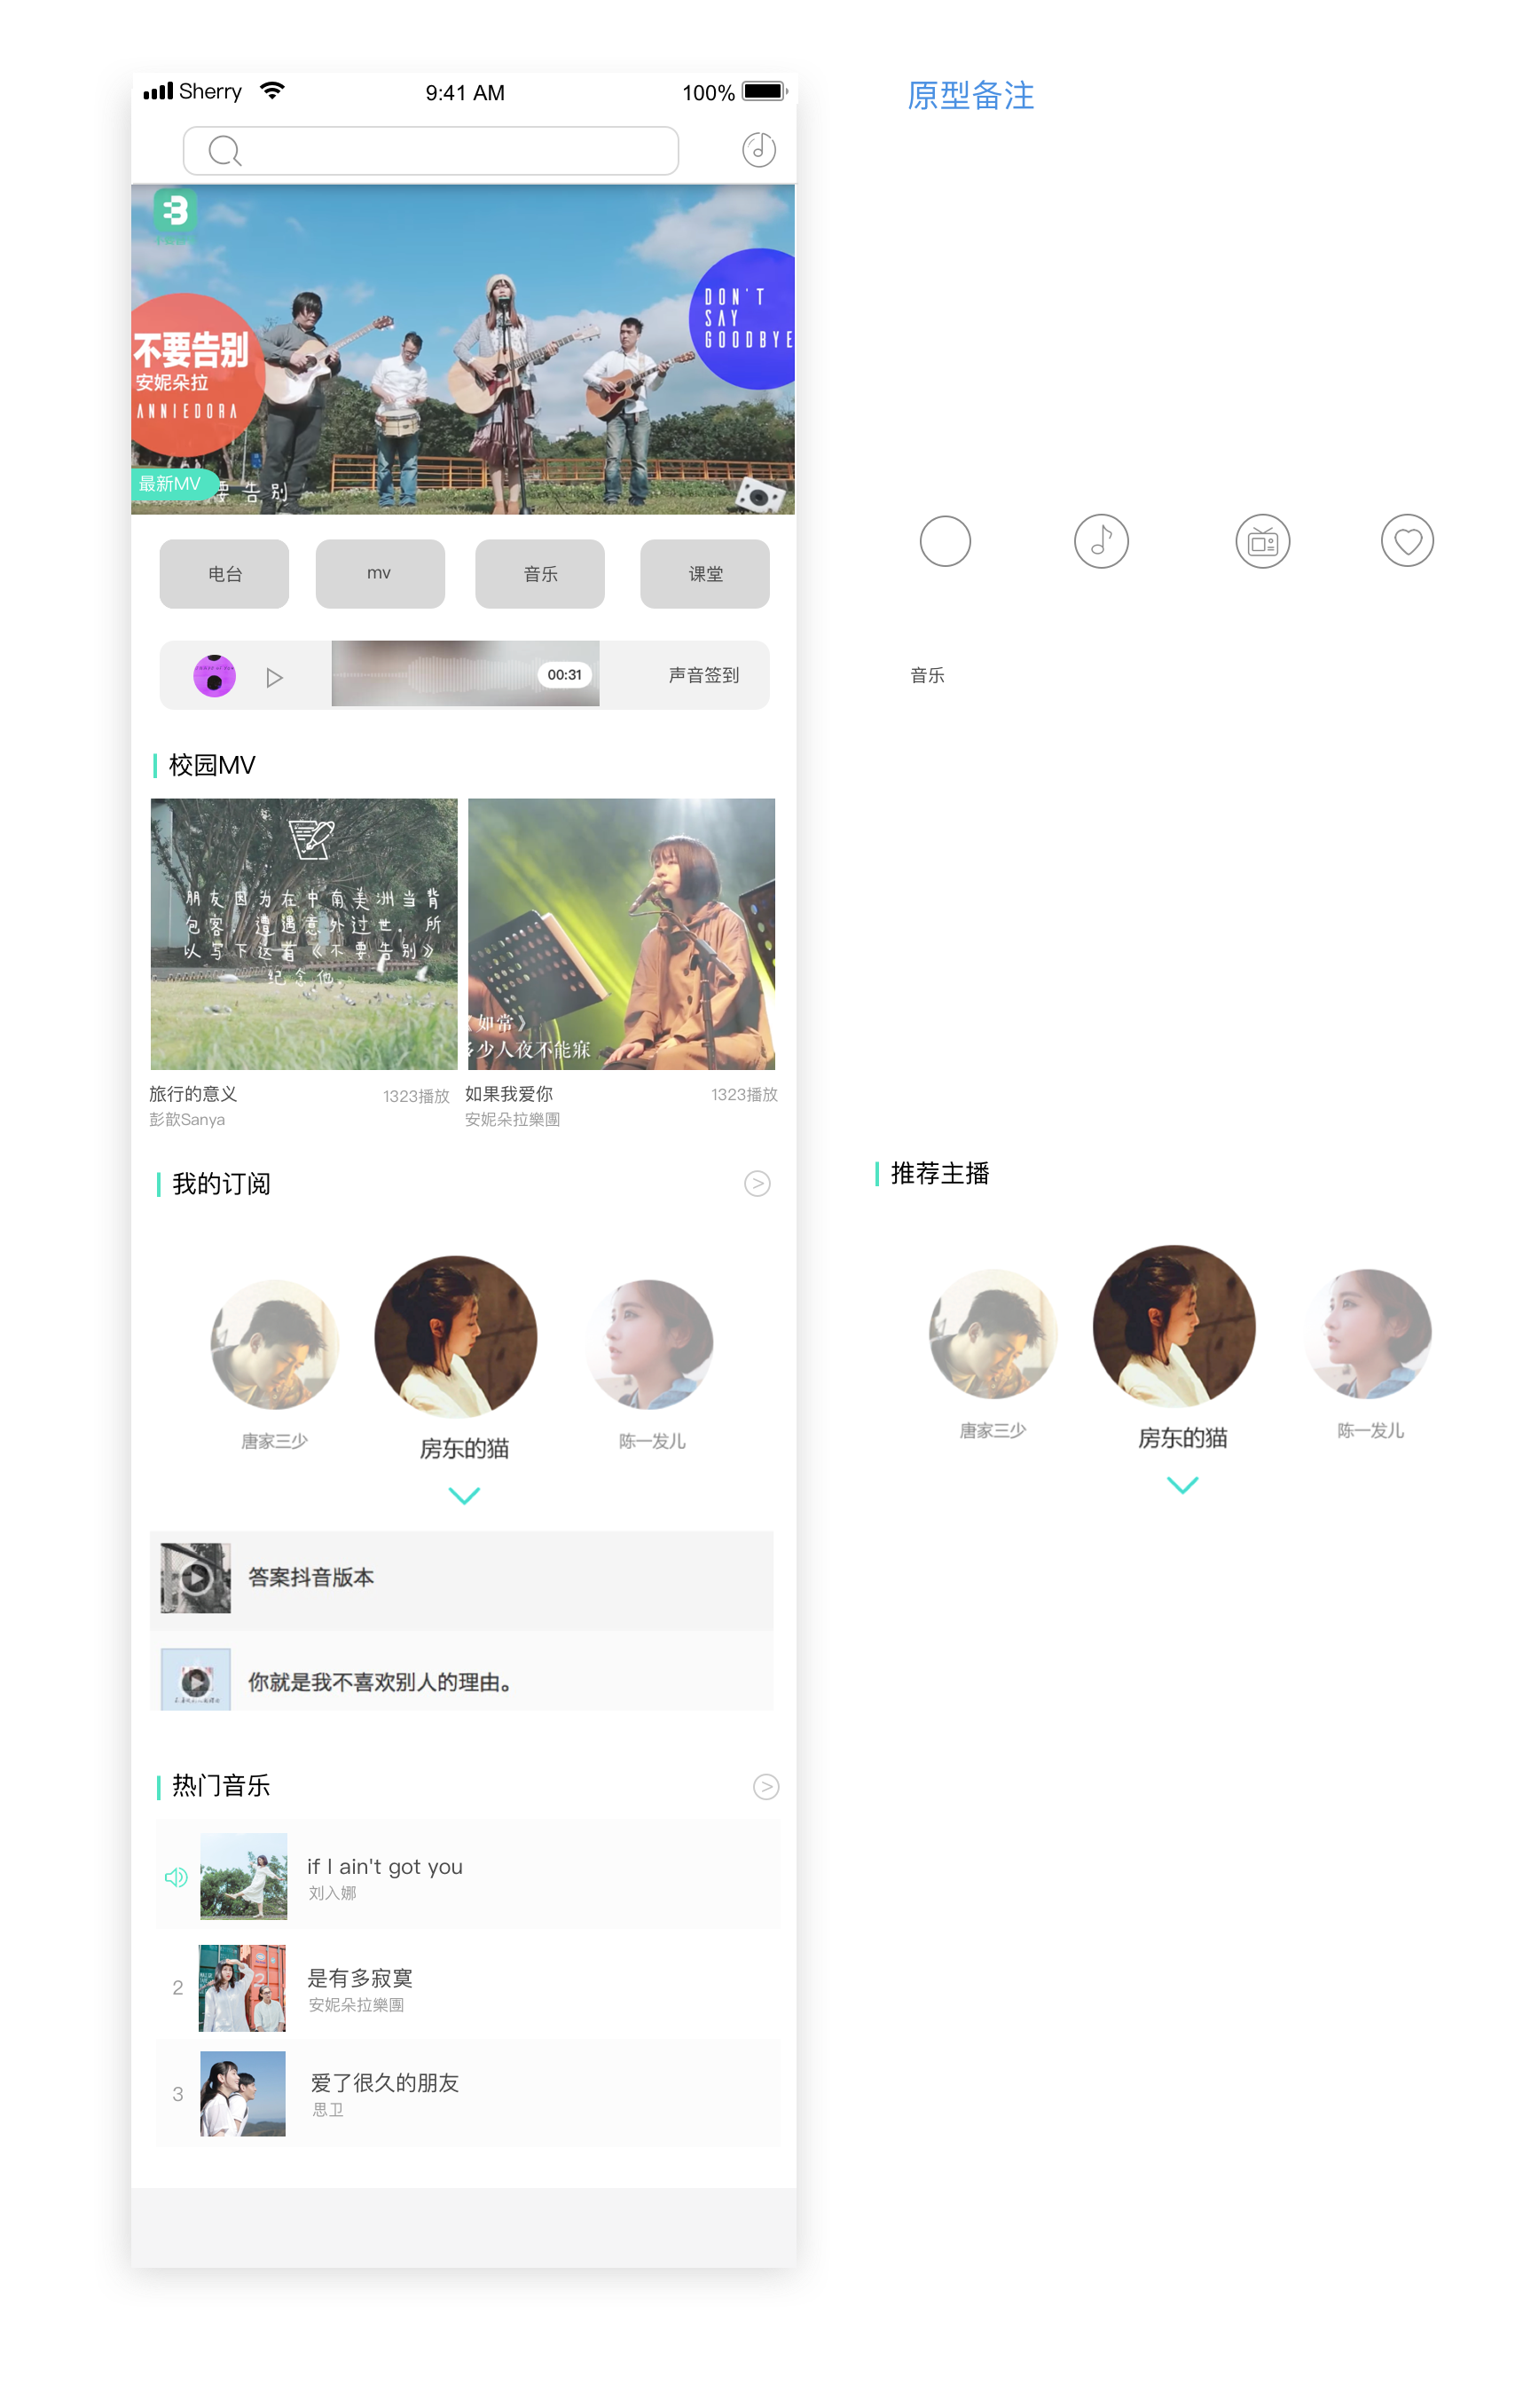 Sherry
9:41 AM
100%
原型备注
DON'T
SAY
GOODBYE
不要告别
安妮朵拉
ANNIEDORA
最新MV
要告别
电台
mv
音乐
课堂
00:31
声音签到
音乐
校园MV
朋友因为在中南美洲当背
包客，遭遇意外过世，所
以写下这首《不要告别》
纪念他
《如常》
多少人夜不能寐
旅行的意义
1323播放
彭歆Sanya
如果我爱你
1323播放
安妮朵拉樂團
我的订阅
推荐主播
唐家三少
房东的猫
陈一发儿
唐家三少
房东的猫
陈一发儿
答案抖音版本
你就是我不喜欢别人的理由。
热门音乐
if I ain't got you
刘入娜
2
是有多寂寞
安妮朵拉樂團
3
爱了很久的朋友
思卫